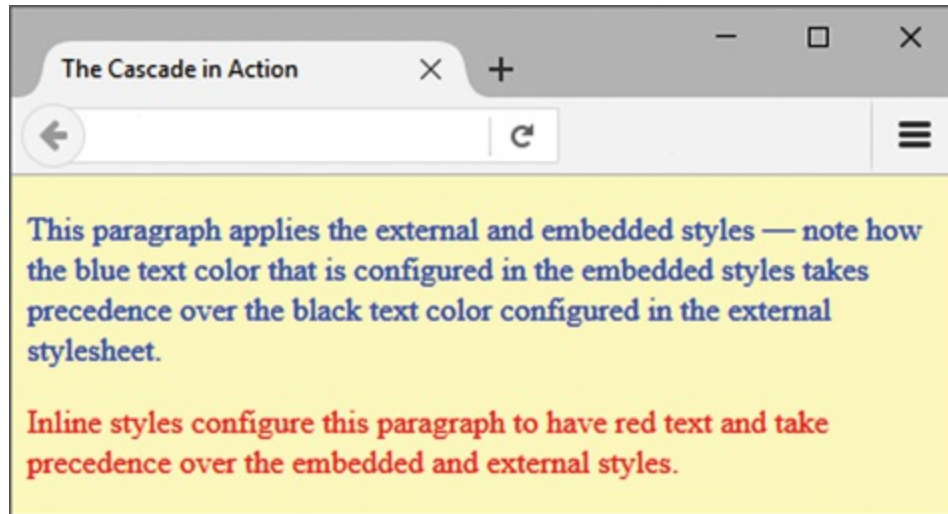 The Cascade in Action
This paragraph applies the external and embedded styles — note how
the blue text color that is configured in the embedded styles takes
precedence over the black text color configured in the external
stylesheet.
Inline styles configure this paragraph to have red text and take
precedence over the embedded and external styles.